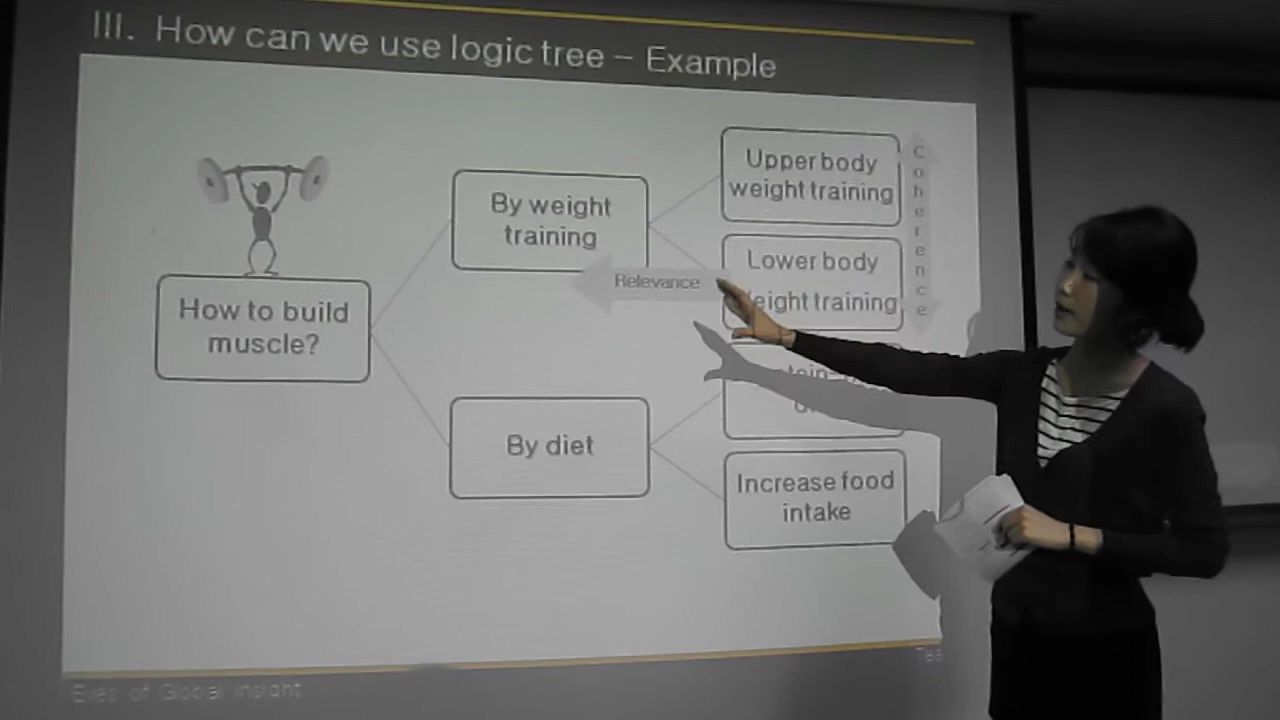 III. How can we use logic tree – Example
How to build
muscle?
By weight
training
By diet
Relevance
Upper body
weight training
Lower body
weight training
Increase food
intake
Coherence
Eyes of Global Insight